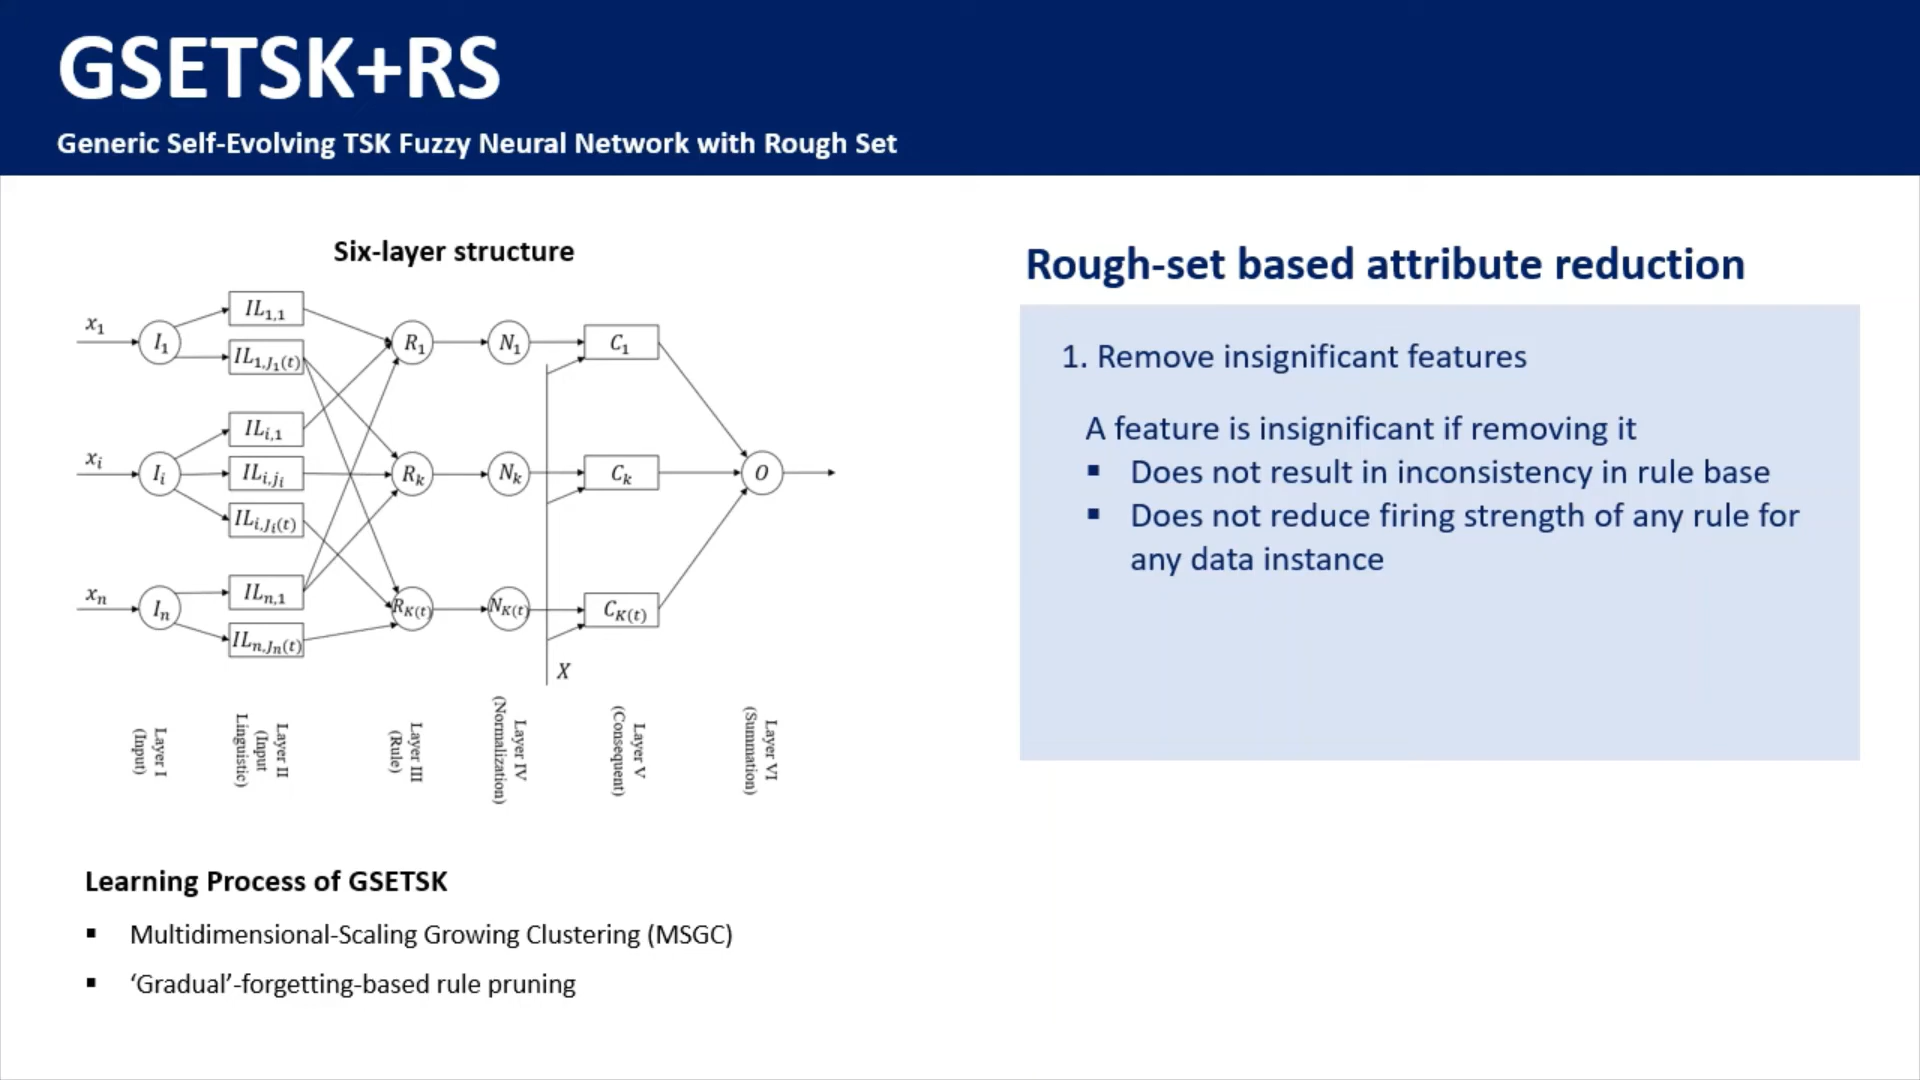 GSETSK+RS
Generic Self-Evolving TSK Fuzzy Neural Network with Rough Set
Six-layer structure
x₁
I₁
IL₁,₁
IL₁,J₁(t)
R₁
N₁
C₁
xᵢ
Iᵢ
ILᵢ,₁
ILᵢ,jᵢ
ILᵢ,Jᵢ(t)
Rₖ
Nₖ
Cₖ
O
xₙ
Iₙ
ILₙ,₁
ILₙ,Jₙ(t)
R_K(t)
N_K(t)
C_K(t)
X
Layer I
(Input)
Layer II
(Input
Linguistic)
Layer III
(Rule)
Layer IV
(Normalization)
Layer V
(Consequent)
Layer VI
(Summation)
Learning Process of GSETSK
▪ Multidimensional-Scaling Growing Clustering (MSGC)
▪ ‘Gradual’-forgetting-based rule pruning
Rough-set based attribute reduction
1. Remove insignificant features
A feature is insignificant if removing it
▪ Does not result in inconsistency in rule base
▪ Does not reduce firing strength of any rule for
any data instance